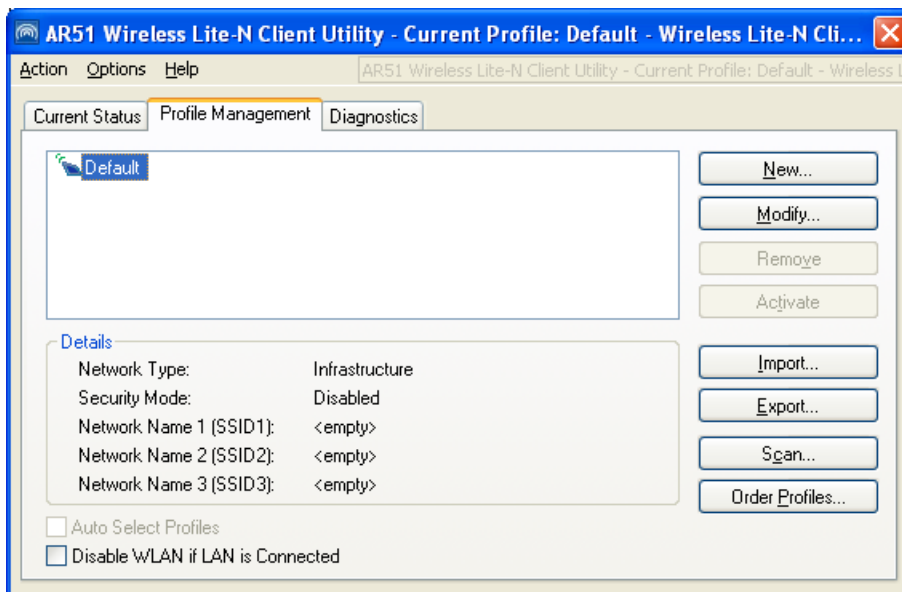 AR51 Wireless Lite-N Client Utility - Current Profile: Default - Wireless Lite-N Cli...
Action Options Help
AR51 Wireless Lite-N Client Utility - Current Profile: Default - Wireless L
Current Status Profile Management Diagnostics
Default
New...
Modify...
Remove
Activate
Details
Network Type: Infrastructure
Security Mode: Disabled
Network Name 1 (SSID1): <empty>
Network Name 2 (SSID2): <empty>
Network Name 3 (SSID3): <empty>
Import...
Export...
Scan...
Order Profiles...
Auto Select Profiles
Disable WLAN if LAN is Connected